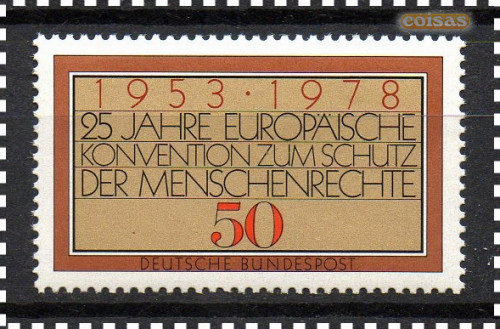 coisas
1953·1978
25 JAHRE EUROPÄISCHE
KONVENTION ZUM SCHUTZ
DER MENSCHENRECHTE
50
DEUTSCHE BUNDESPOST